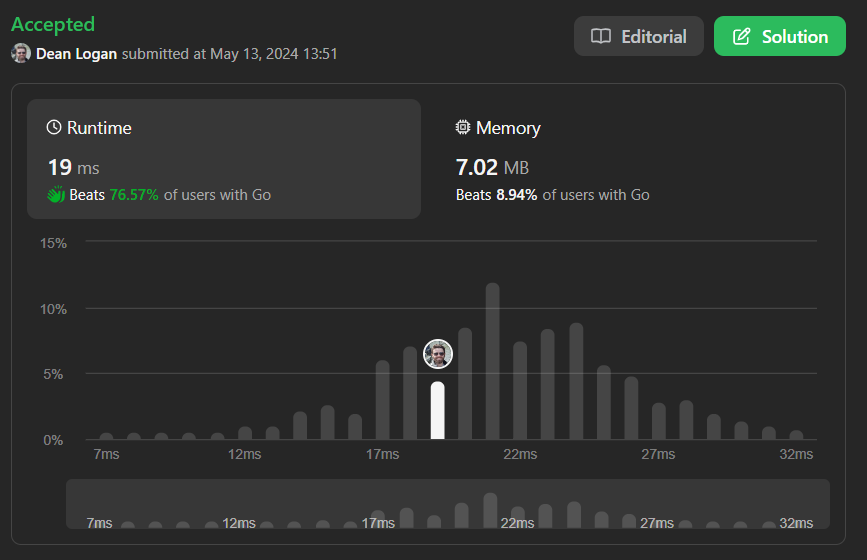 Accepted
Editorial
Solution
Dean Logan submitted at May 13, 2024 13:51
Runtime
19 ms
Beats 76.57% of users with Go
Memory
7.02 MB
Beats 8.94% of users with Go
15%
10%
5%
0%
7ms 12ms 17ms 22ms 27ms 32ms
7ms 12ms 17ms 22ms 27ms 32ms